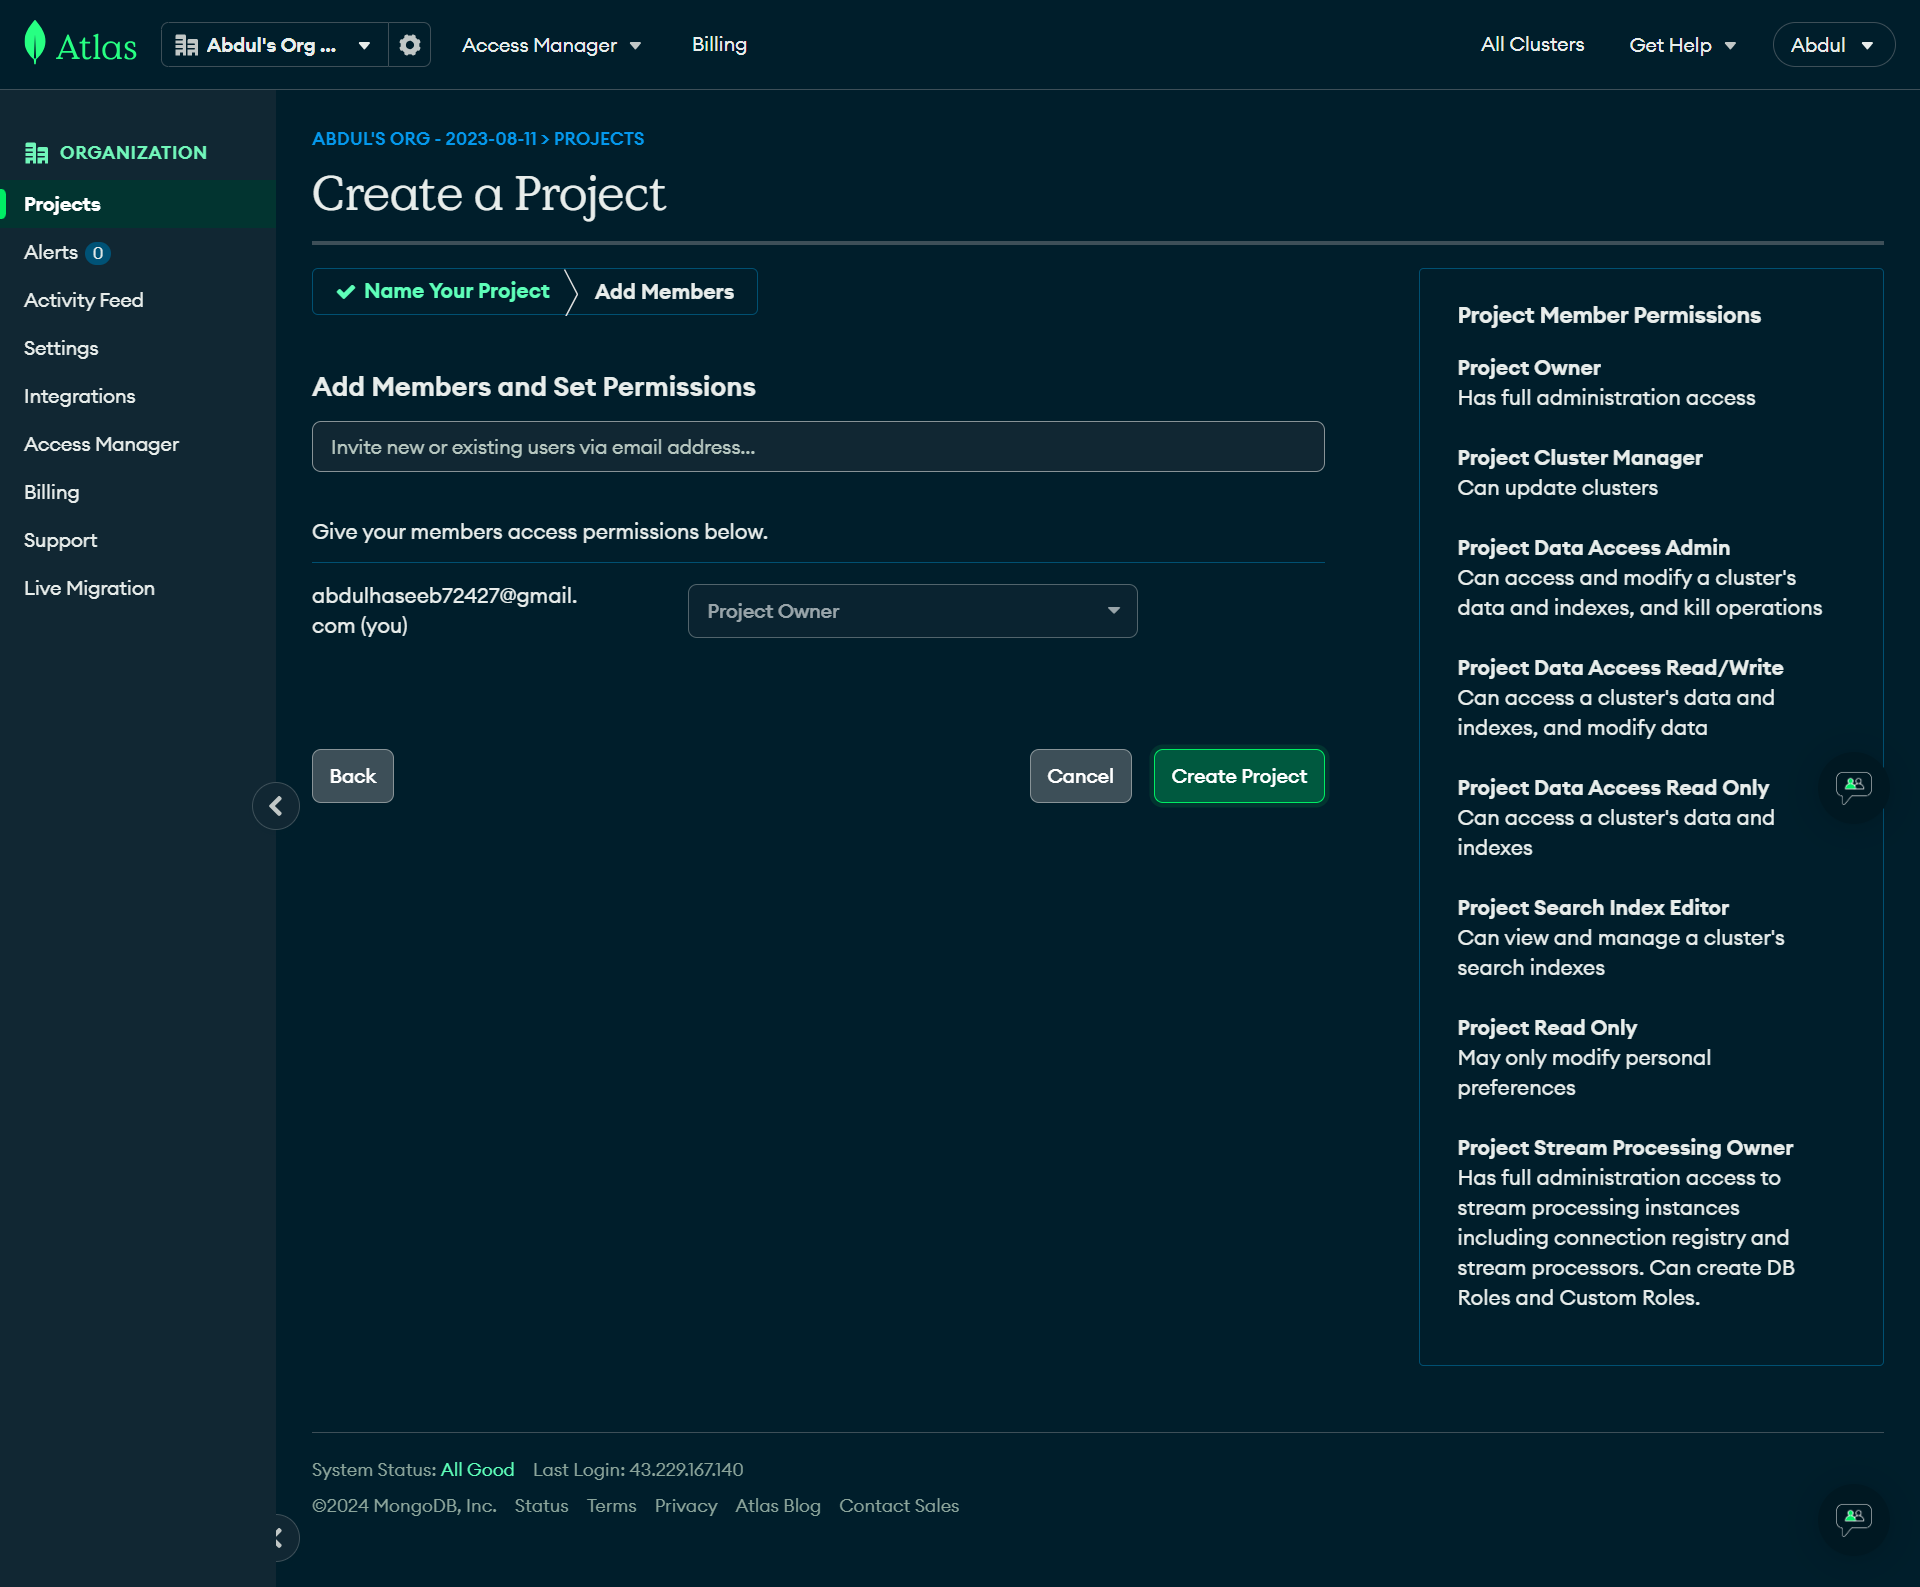 Atlas
Abdul's Org ...
Access Manager
Billing
All Clusters
Get Help
Abdul
ORGANIZATION
Projects
Alerts 0
Activity Feed
Settings
Integrations
Access Manager
Billing
Support
Live Migration
ABDUL'S ORG - 2023-08-11 > PROJECTS
Create a Project
Name Your Project
Add Members
Add Members and Set Permissions
Invite new or existing users via email address...
Give your members access permissions below.
abdulhaseeb72427@gmail.
com (you)
Project Owner
Back
Cancel
Create Project
Project Member Permissions
Project Owner
Has full administration access
Project Cluster Manager
Can update clusters
Project Data Access Admin
Can access and modify a cluster's
data and indexes, and kill operations
Project Data Access Read/Write
Can access a cluster's data and
indexes, and modify data
Project Data Access Read Only
Can access a cluster's data and
indexes
Project Search Index Editor
Can view and manage a cluster's
search indexes
Project Read Only
May only modify personal
preferences
Project Stream Processing Owner
Has full administration access to
stream processing instances
including connection registry and
stream processors. Can create DB
Roles and Custom Roles.
System Status: All Good Last Login: 43.229.167.140
©2024 MongoDB, Inc. Status Terms Privacy Atlas Blog Contact Sales